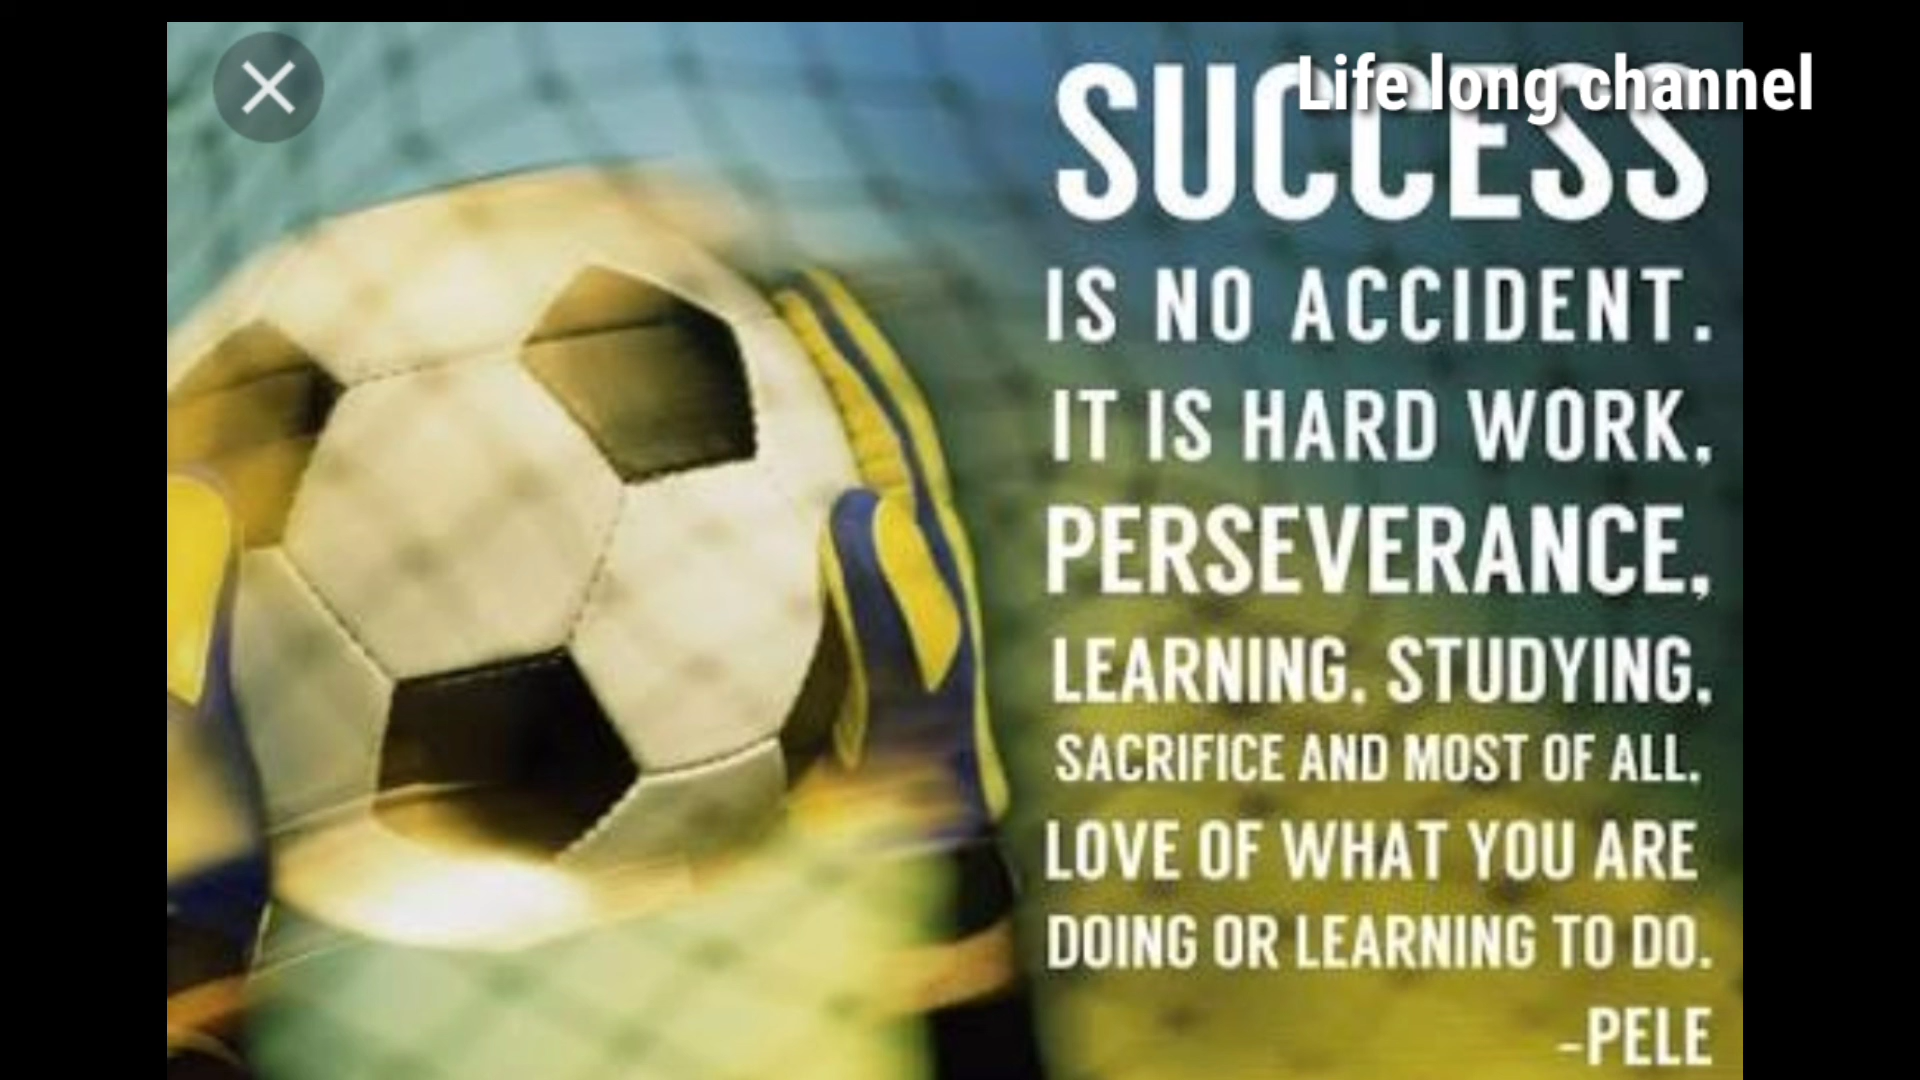 Life long channel
SUCCESS
IS NO ACCIDENT.
IT IS HARD WORK,
PERSEVERANCE,
LEARNING, STUDYING,
SACRIFICE AND MOST OF ALL,
LOVE OF WHAT YOU ARE
DOING OR LEARNING TO DO.
-PELE